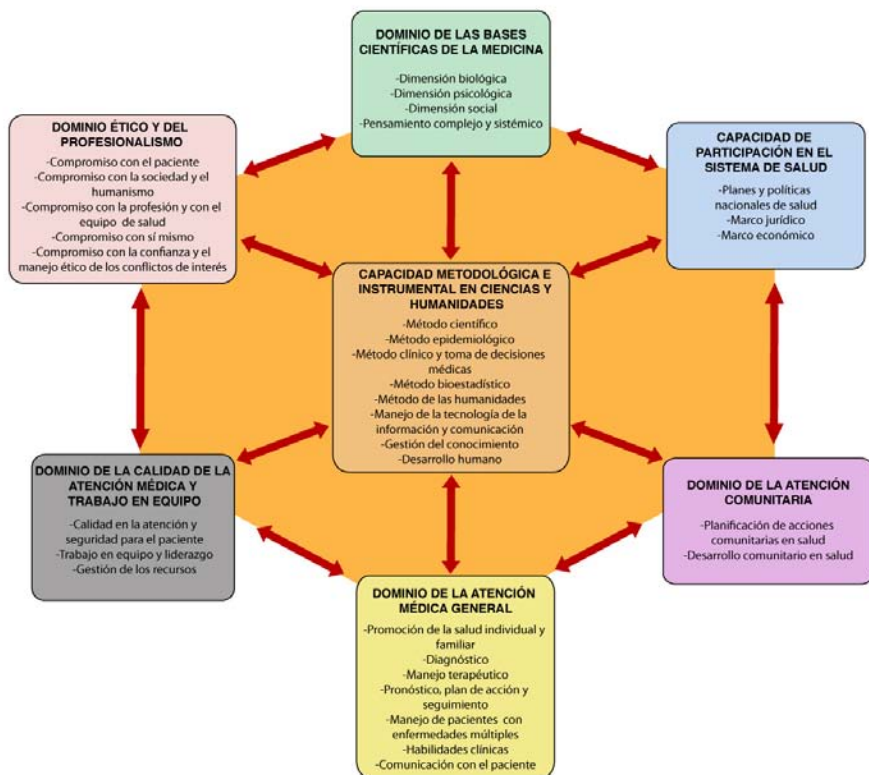 DOMINIO DE LAS BASES
CIENTÍFICAS DE LA MEDICINA
-Dimensión biológica
-Dimensión psicológica
-Dimensión social
-Pensamiento complejo y sistémico
DOMINIO ÉTICO Y DEL
PROFESIONALISMO
-Compromiso con el paciente
-Compromiso con la sociedad y el
humanismo
-Compromiso con la profesión y con el
equipo de salud
-Compromiso con sí mismo
-Compromiso con la confianza y el
manejo ético de los conflictos de interés
CAPACIDAD DE
PARTICIPACIÓN EN EL
SISTEMA DE SALUD
-Planes y políticas
nacionales de salud
-Marco jurídico
-Marco económico
CAPACIDAD METODOLÓGICA E
INSTRUMENTAL EN CIENCIAS Y
HUMANIDADES
-Método científico
-Método epidemiológico
-Método clínico y toma de decisiones
médicas
-Método bioestadístico
-Método de las humanidades
-Manejo de la tecnología de la
información y comunicación
-Gestión del conocimiento
-Desarrollo humano
DOMINIO DE LA CALIDAD DE LA
ATENCIÓN MÉDICA Y
TRABAJO EN EQUIPO
-Calidad en la atención y
seguridad para el paciente
-Trabajo en equipo y liderazgo
-Gestión de los recursos
DOMINIO DE LA ATENCIÓN
COMUNITARIA
-Planificación de acciones
comunitarias en salud
-Desarrollo comunitario en salud
DOMINIO DE LA ATENCIÓN
MÉDICA GENERAL
-Promoción de la salud individual y
familiar
-Diagnóstico
-Manejo terapéutico
-Pronóstico, plan de acción y
seguimiento
-Manejo de pacientes con
enfermedades múltiples
-Habilidades clínicas
-Comunicación con el paciente